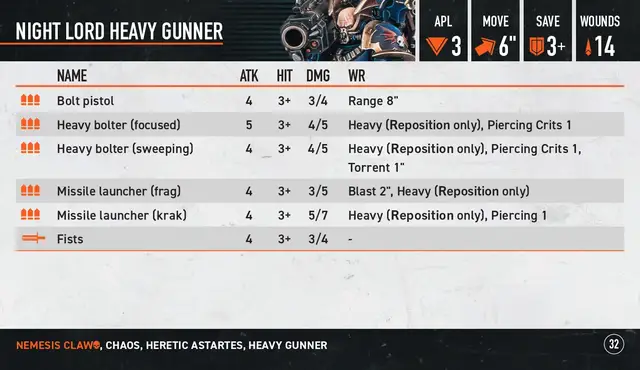 NIGHT LORD HEAVY GUNNER
APL MOVE SAVE WOUNDS
3 6" 3+ 14
NAME ATK HIT DMG WR
Bolt pistol 4 3+ 3/4 Range 8"
Heavy bolter (focused) 5 3+ 4/5 Heavy (Reposition only), Piercing Crits 1
Heavy bolter (sweeping) 4 3+ 4/5 Heavy (Reposition only), Piercing Crits 1,
Torrent 1"
Missile launcher (frag) 4 3+ 3/5 Blast 2", Heavy (Reposition only)
Missile launcher (krak) 4 3+ 5/7 Heavy (Reposition only), Piercing 1
Fists 4 3+ 3/4 -
NEMESIS CLAW, CHAOS, HERETIC ASTARTES, HEAVY GUNNER
32